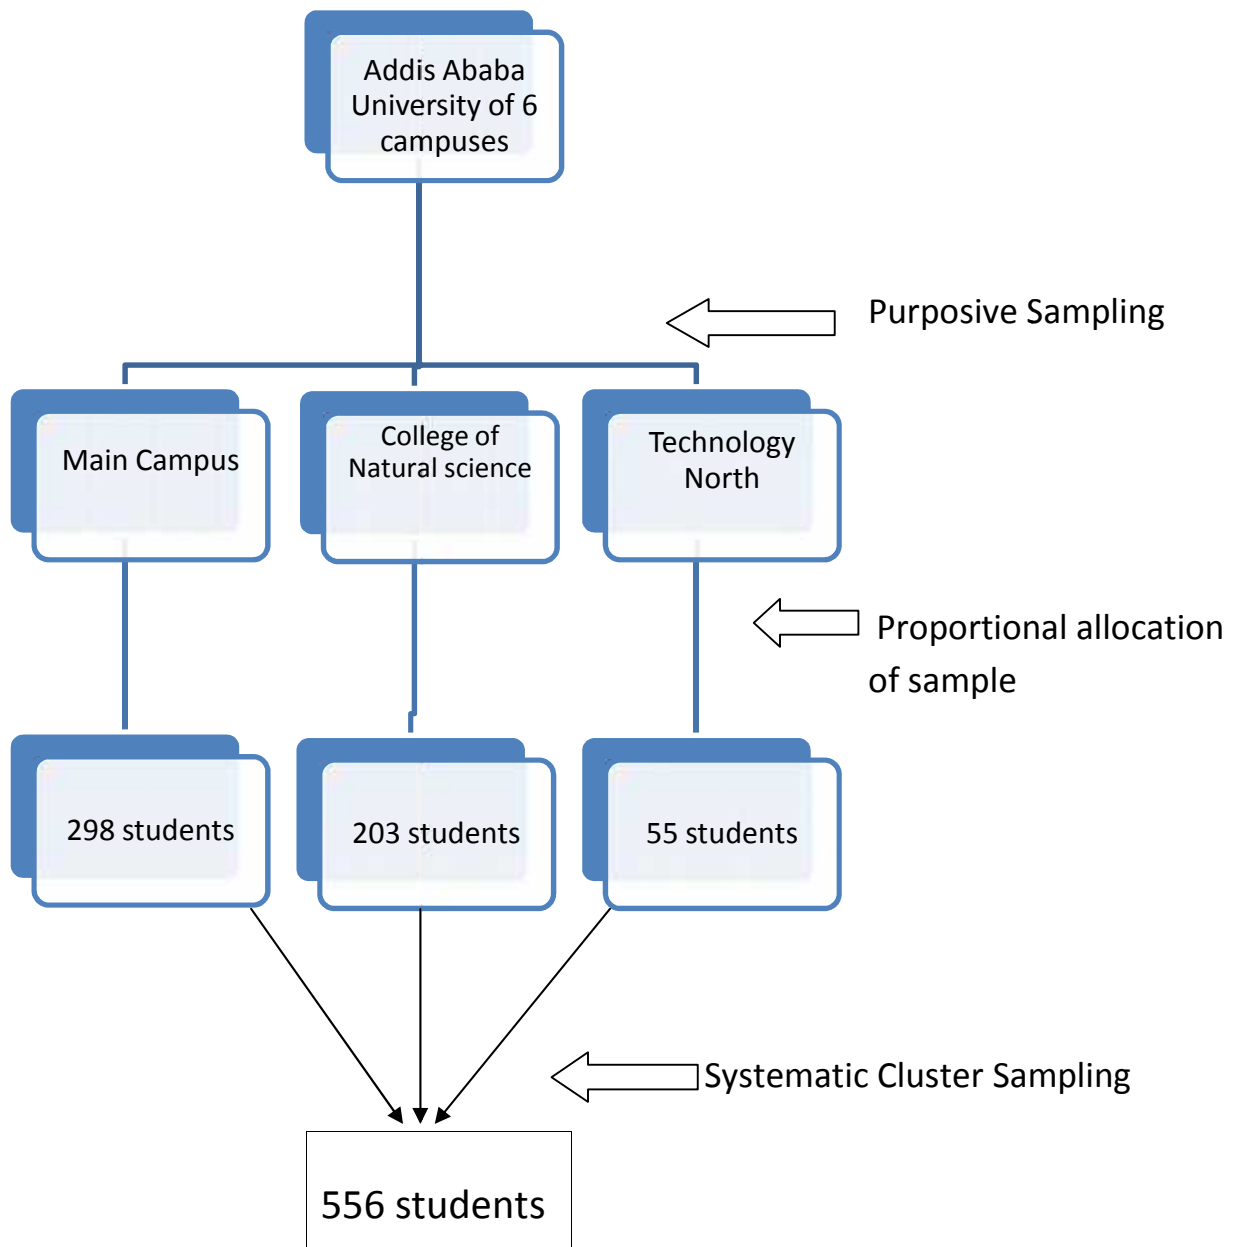 Addis Ababa
University of 6
campuses
Purposive Sampling
Main Campus
College of
Natural science
Technology
North
Proportional allocation
of sample
298 students
203 students
55 students
Systematic Cluster Sampling
556 students